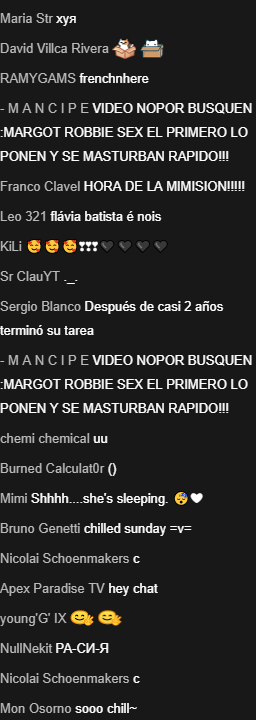 Maria Str хуя
David Villca Rivera
RAMYGAMS frenchnhere
- M A N C I P E VIDEO NOPOR BUSQUEN
:MARGOT ROBBIE SEX EL PRIMERO LO
PONEN Y SE MASTURBAN RAPIDO!!!
Franco Clavel HORA DE LA MIMISION!!!!!
Leo 321 flávia batista é nois
KiLi 🥰🥰🥰❣❣❣🖤🖤🖤🖤
Sr ClauYT ._.
Sergio Blanco Después de casi 2 años
terminó su tarea
- M A N C I P E VIDEO NOPOR BUSQUEN
:MARGOT ROBBIE SEX EL PRIMERO LO
PONEN Y SE MASTURBAN RAPIDO!!!
chemi chemical uu
Burned Calculat0r ()
Mimi Shhhh....she's sleeping. 😴🤍
Bruno Genetti chilled sunday =v=
Nicolai Schoenmakers c
Apex Paradise TV hey chat
young'G' IX
NullNekit РА-СИ-Я
Nicolai Schoenmakers c
Mon Osorno sooo chill~